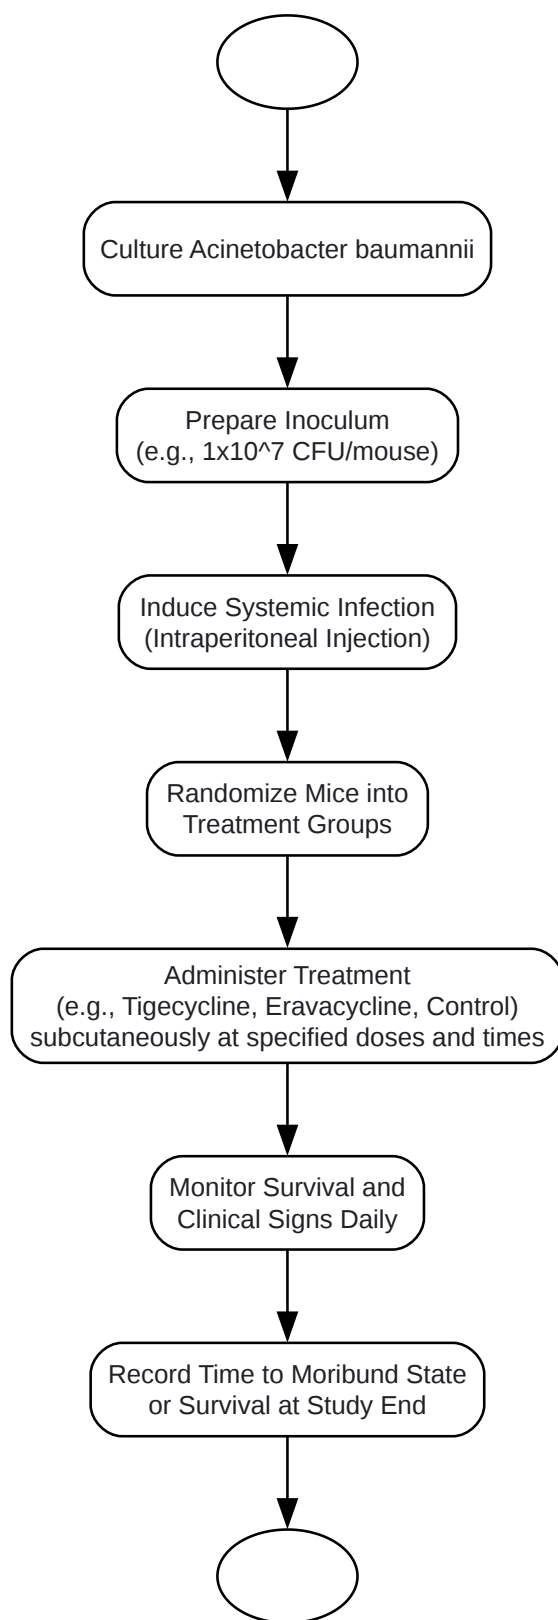 Culture Acinetobacter baumannii
Prepare Inoculum
(e.g., 1x10^7 CFU/mouse)
Induce Systemic Infection
(Intraperitoneal Injection)
Randomize Mice into
Treatment Groups
Administer Treatment
(e.g., Tigecycline, Eravacycline, Control)
subcutaneously at specified doses and times
Monitor Survival and
Clinical Signs Daily
Record Time to Moribund State
or Survival at Study End